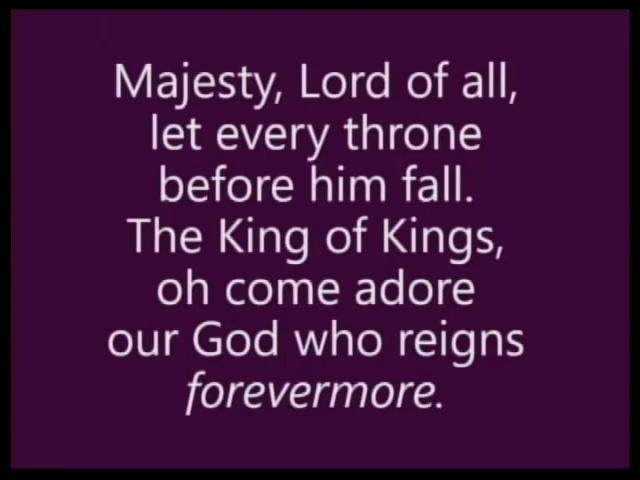 Majesty, Lord of all,
let every throne
before him fall.
The King of Kings,
oh come adore
our God who reigns
forevermore.